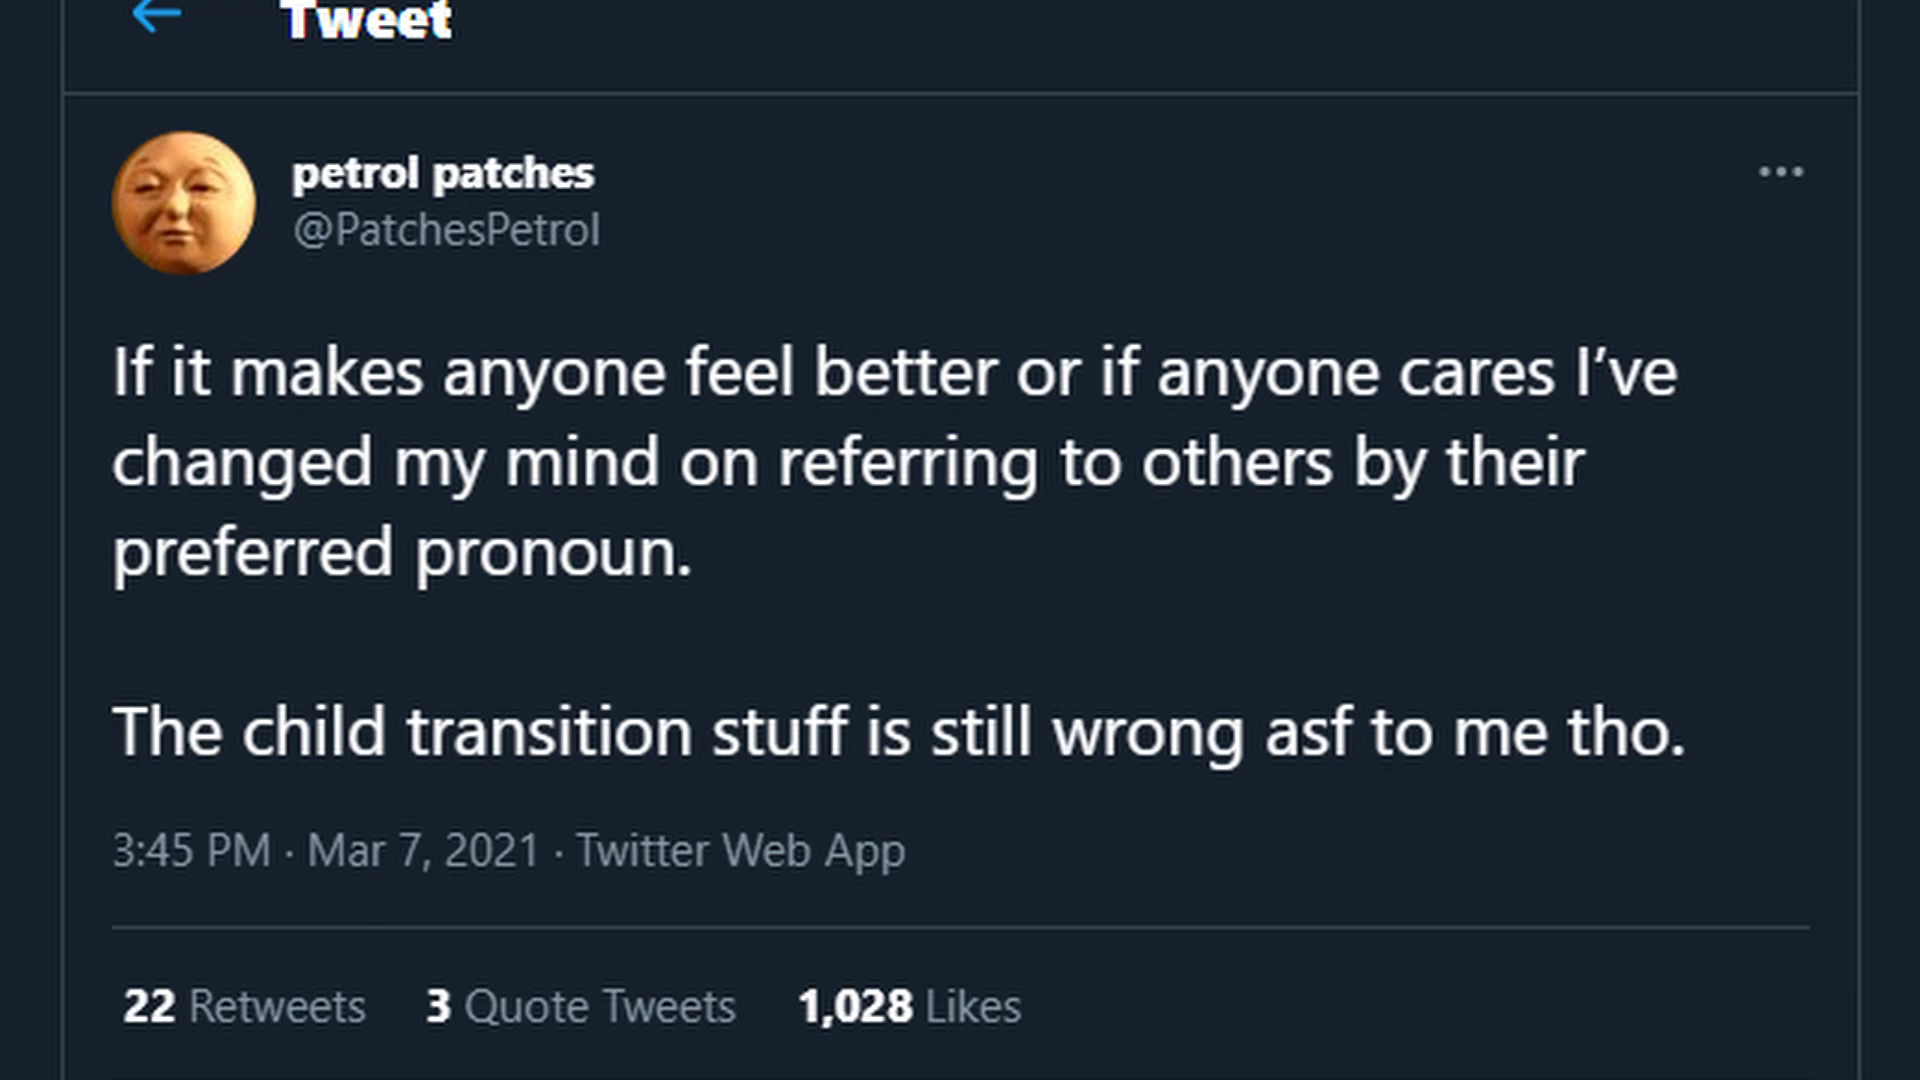 Tweet
petrol patches
@PatchesPetrol
If it makes anyone feel better or if anyone cares I’ve
changed my mind on referring to others by their
preferred pronoun.
The child transition stuff is still wrong asf to me tho.
3:45 PM · Mar 7, 2021 · Twitter Web App
22 Retweets 3 Quote Tweets 1,028 Likes